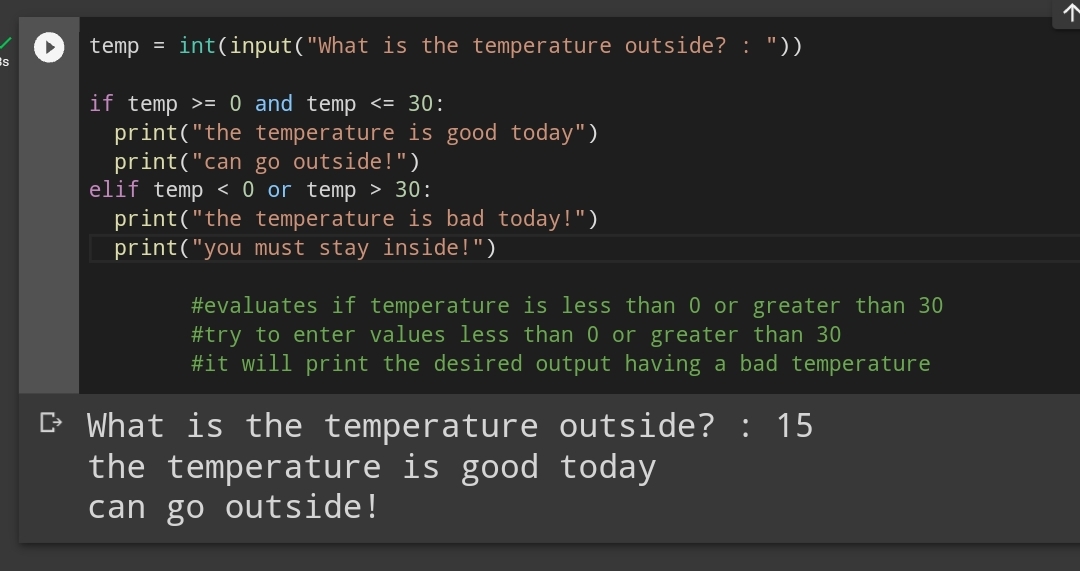 temp = int(input("What is the temperature outside? : "))
if temp >= 0 and temp <= 30:
  print("the temperature is good today")
  print("can go outside!")
elif temp < 0 or temp > 30:
  print("the temperature is bad today!")
  print("you must stay inside!")
        #evaluates if temperature is less than 0 or greater than 30
        #try to enter values less than 0 or greater than 30
        #it will print the desired output having a bad temperature
What is the temperature outside? : 15
the temperature is good today
can go outside!